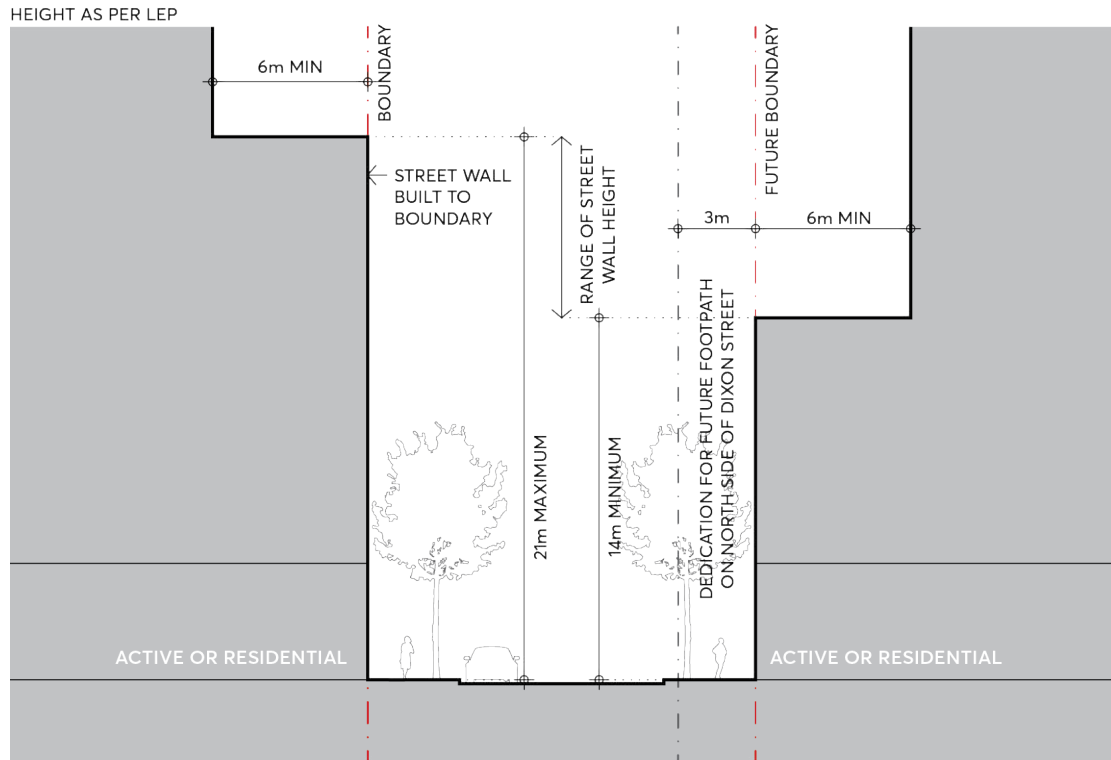 HEIGHT AS PER LEP
6m MIN
BOUNDARY
STREET WALL
BUILT TO
BOUNDARY
RANGE OF STREET
WALL HEIGHT
FUTURE BOUNDARY
3m
6m MIN
21m MAXIMUM
14m MINIMUM
DEDICATION FOR FUTURE FOOTPATH
ON NORTH SIDE OF DIXON STREET
ACTIVE OR RESIDENTIAL
ACTIVE OR RESIDENTIAL